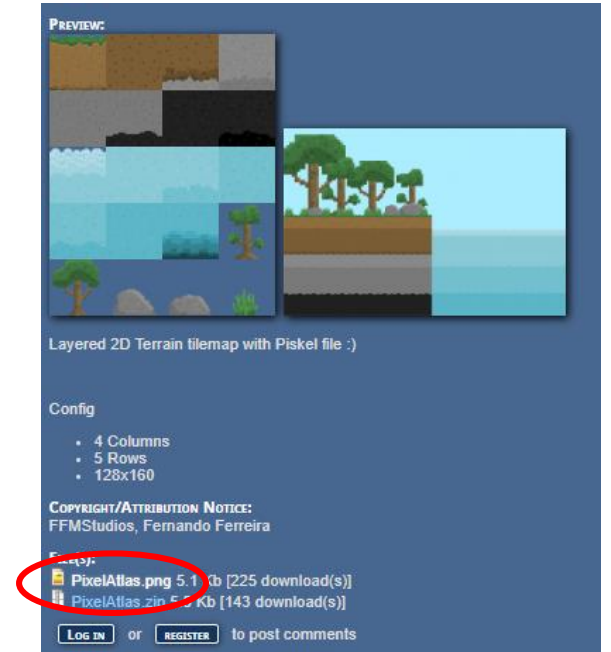 PREVIEW:
Layered 2D Terrain tilemap with Piskel file :)
Config
• 4 Columns
• 5 Rows
• 128x160
COPYRIGHT/ATTRIBUTION NOTICE:
FFMStudios, Fernando Ferreira
FILE(S):
PixelAtlas.png 5.1 Kb [225 download(s)]
PixelAtlas.zip Kb [143 download(s)]
LOG IN or REGISTER to post comments